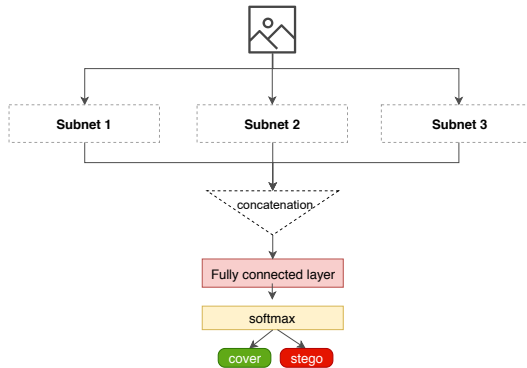 Subnet 1
Subnet 2
Subnet 3
concatenation
Fully connected layer
softmax
cover
stego